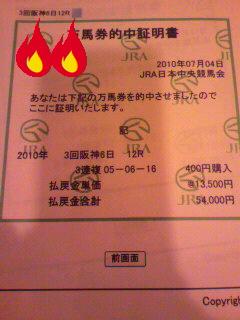 3回阪神6日12R
万馬券的中証明書
JRA
2010年07月04日
JRA日本中央競馬会
あなたは下記の万馬券を的中させましたので
ここに証明いたします。
記
2010年 3回阪神6日 12R
3連複 05-06-16 400円購入
払戻金単価 @13,500円
払戻金合計 54,000円
前画面
Copyrigh